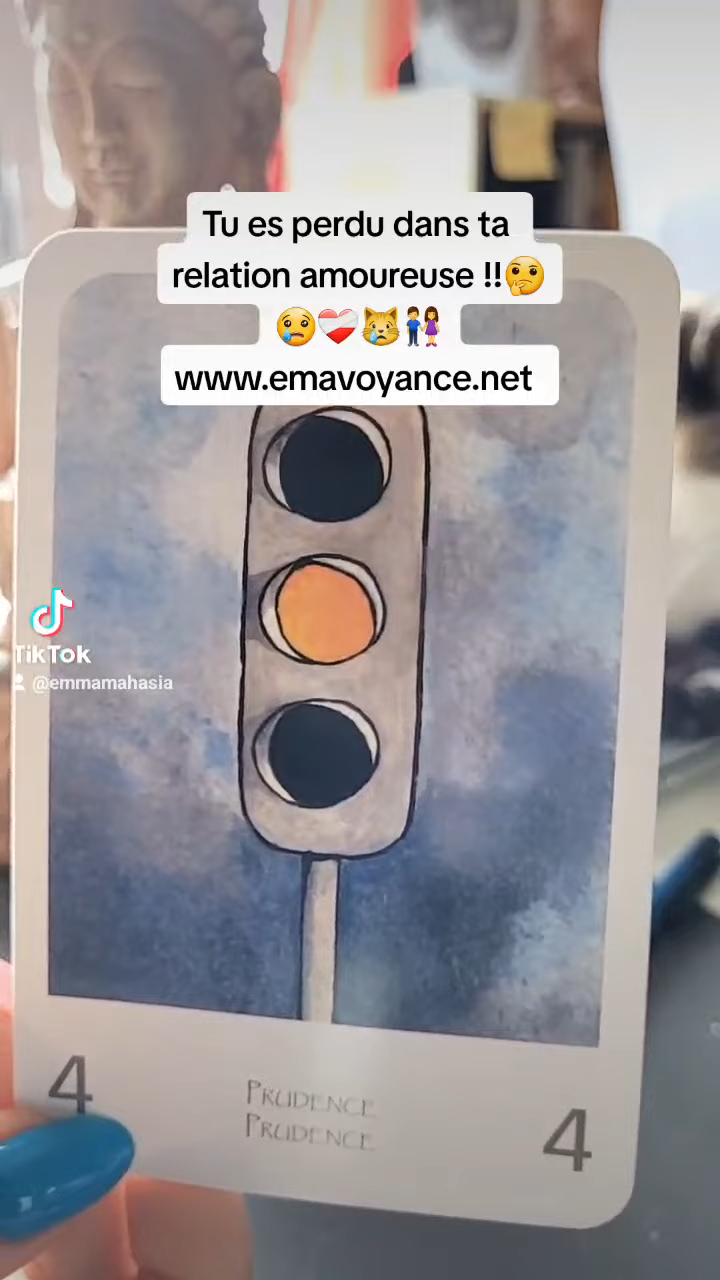 Tu es perdu dans ta
relation amoureuse !!🤔
😢❤️‍🩹😿👫
www.emavoyance.net
TikTok
@emmamahasia
4
PRUDENCE
PRUDENCE
4